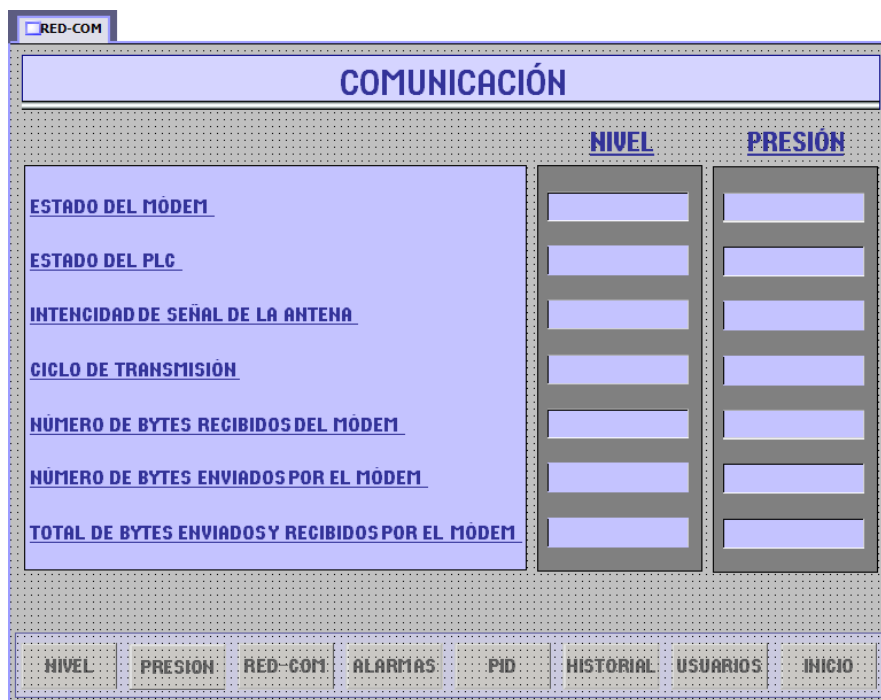 RED-COM
COMUNICACIÓN
NIVEL PRESIÓN
ESTADO DEL MÓDEM
ESTADO DEL PLC
INTENCIDAD DE SEÑAL DE LA ANTENA
CICLO DE TRANSMISIÓN
NÚMERO DE BYTES RECIBIDOS DEL MÓDEM
NÚMERO DE BYTES ENVIADOS POR EL MÓDEM
TOTAL DE BYTES ENVIADOS Y RECIBIDOS POR EL MÓDEM
NIVEL PRESIÓN RED-COM ALARMAS PID HISTORIAL USUARIOS INICIO